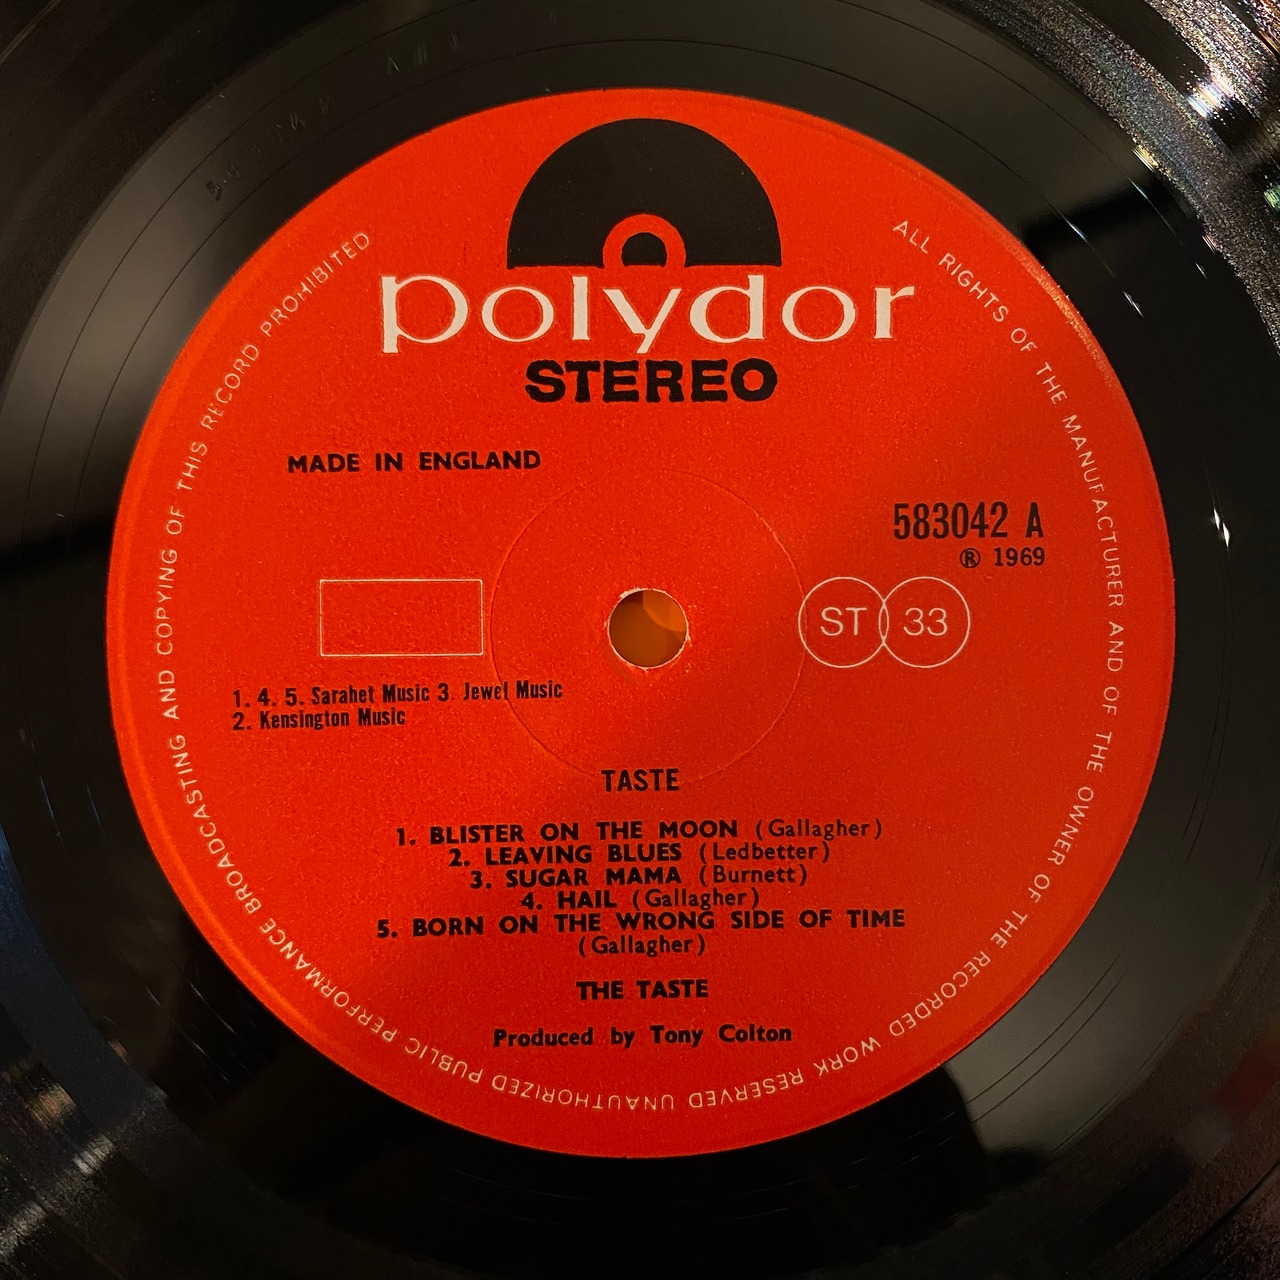 polydor
STEREO
MADE IN ENGLAND
583042 A
Ⓡ 1969
ST 33
1. 4. 5. Sarahet Music 3. Jewel Music
2. Kensington Music
TASTE
1. BLISTER ON THE MOON (Gallagher)
2. LEAVING BLUES (Ledbetter)
3. SUGAR MAMA (Burnett)
4. HAIL (Gallagher)
5. BORN ON THE WRONG SIDE OF TIME
(Gallagher)
THE TASTE
Produced by Tony Colton
ALL RIGHTS OF THE MANUFACTURER AND OF THE OWNER OF THE RECORDED WORK RESERVED UNAUTHORIZED PUBLIC PERFORMANCE BROADCASTING AND COPYING OF THIS RECORD PROHIBITED